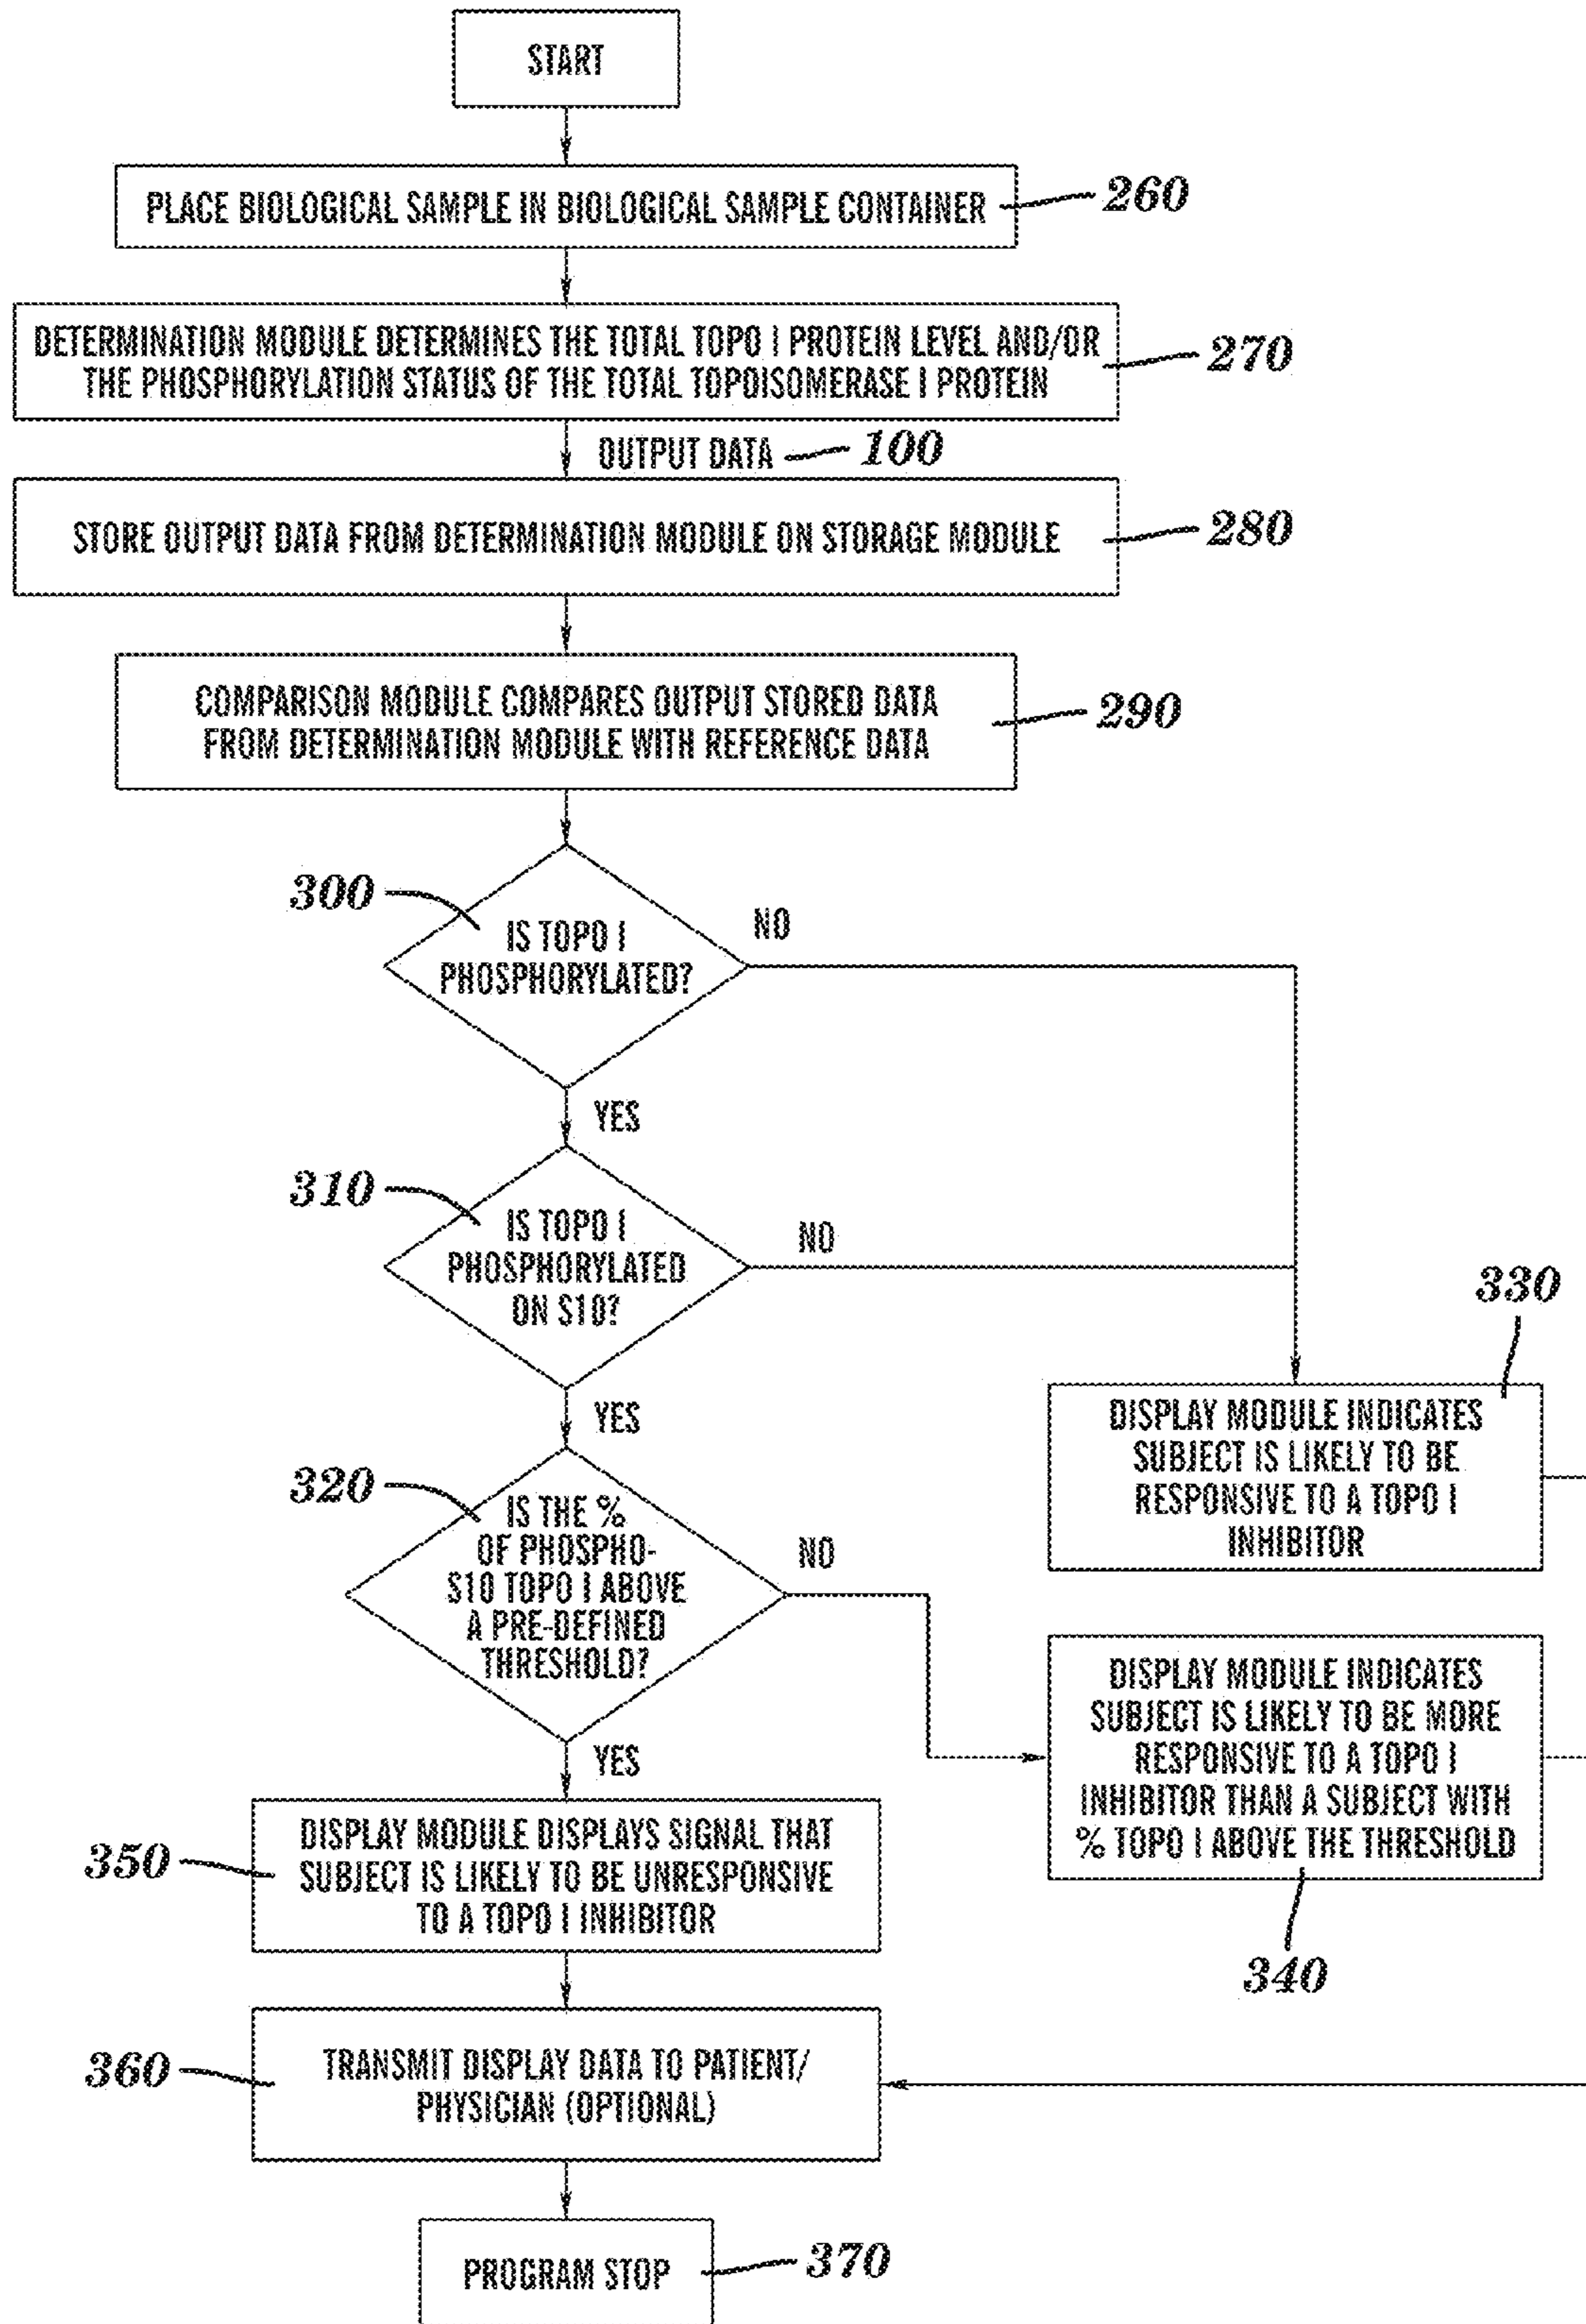 START
PLACE BIOLOGICAL SAMPLE IN BIOLOGICAL SAMPLE CONTAINER
260
DETERMINATION MODULE DETERMINES THE TOTAL TOPO I PROTEIN LEVEL AND/OR
THE PHOSPHORYLATION STATUS OF THE TOTAL TOPOISOMERASE I PROTEIN
270
OUTPUT DATA
100
STORE OUTPUT DATA FROM DETERMINATION MODULE ON STORAGE MODULE
280
COMPARISON MODULE COMPARES OUTPUT STORED DATA
FROM DETERMINATION MODULE WITH REFERENCE DATA
290
300
IS TOPO I
PHOSPHORYLATED?
NO
YES
310
IS TOPO I
PHOSPHORYLATED
ON S10?
NO
YES
330
DISPLAY MODULE INDICATES
SUBJECT IS LIKELY TO BE
RESPONSIVE TO A TOPO I
INHIBITOR
320
IS THE %
OF PHOSPHO-
S10 TOPO I ABOVE
A PRE-DEFINED
THRESHOLD?
NO
YES
DISPLAY MODULE INDICATES
SUBJECT IS LIKELY TO BE MORE
RESPONSIVE TO A TOPO I
INHIBITOR THAN A SUBJECT WITH
% TOPO I ABOVE THE THRESHOLD
340
350
DISPLAY MODULE DISPLAYS SIGNAL THAT
SUBJECT IS LIKELY TO BE UNRESPONSIVE
TO A TOPO I INHIBITOR
360
TRANSMIT DISPLAY DATA TO PATIENT/
PHYSICIAN (OPTIONAL)
PROGRAM STOP
370